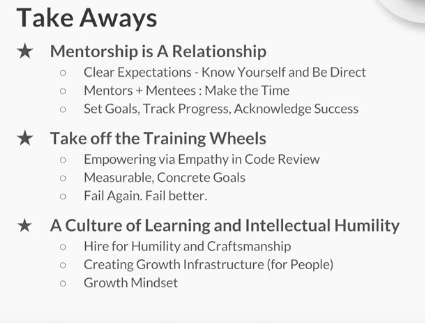 Take Aways
★ Mentorship is A Relationship
○ Clear Expectations - Know Yourself and Be Direct
○ Mentors + Mentees : Make the Time
○ Set Goals, Track Progress, Acknowledge Success
★ Take off the Training Wheels
○ Empowering via Empathy in Code Review
○ Measurable, Concrete Goals
○ Fail Again. Fail better.
★ A Culture of Learning and Intellectual Humility
○ Hire for Humility and Craftsmanship
○ Creating Growth Infrastructure (for People)
○ Growth Mindset